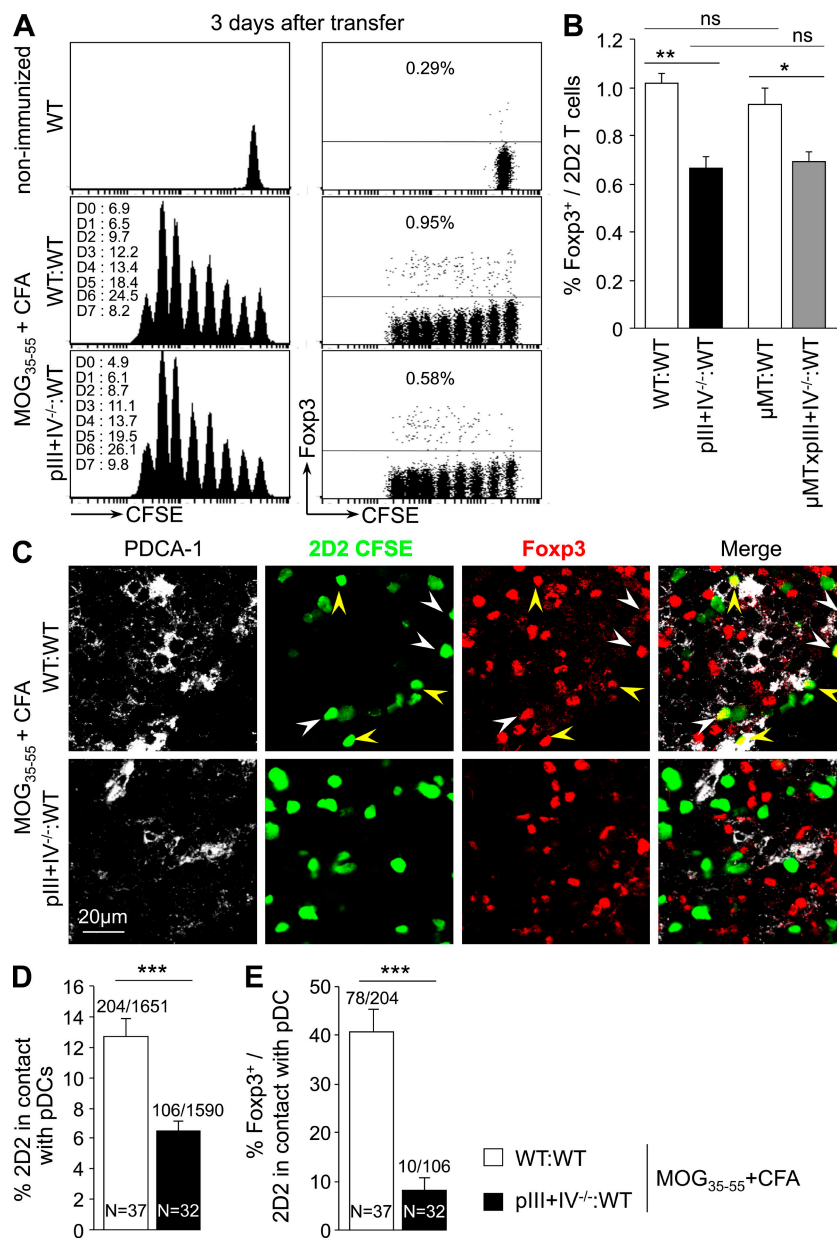 A
3 days after transfer
non-immunized
WT
0.29%
MOG35-55 + CFA
WT:WT
D0 : 6.9
D1 : 6.5
D2 : 9.7
D3 : 12.2
D4 : 13.4
D5 : 18.4
D6 : 24.5
D7 : 8.2
0.95%
pIII+IV-/-:WT
D0 : 4.9
D1 : 6.1
D2 : 8.7
D3 : 11.1
D4 : 13.7
D5 : 19.5
D6 : 26.1
D7 : 9.8
0.58%
Foxp3
CFSE
CFSE
B
ns
ns
**
*
% Foxp3+ / 2D2 T cells
1.2
1.0
0.8
0.6
0.4
0.2
0
WT:WT
pIII+IV-/-:WT
µMT:WT
µMTxpIII+IV-/-:WT
C
PDCA-1
2D2 CFSE
Foxp3
Merge
MOG35-55 + CFA
WT:WT
pIII+IV-/-:WT
20µm
D
***
% 2D2 in contact
with pDCs
16
14
12
10
8
6
4
2
0
204/1651
106/1590
N=37
N=32
E
***
% Foxp3+ /
2D2 in contact with pDC
50
40
30
20
10
0
78/204
10/106
N=37
N=32
WT:WT
pIII+IV-/-:WT
MOG35-55+CFA